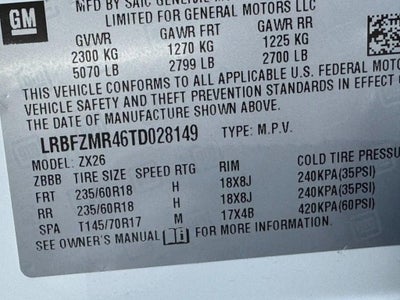 GM
MFD BY SAIC GENERAL
LIMITED FOR GENERAL MOTORS LLC
GVWR GAWR FRT GAWR RR
2300 KG 1270 KG 1225 KG
5070 LB 2799 LB 2700 LB
THIS VEHICLE CONFORMS TO ALL APPLICABLE U.S. FEDERAL MOTOR
VEHICLE SAFETY AND THEFT PREVENTION STANDARDS IN EFFECT
THE DATE OF MANUFACTURE SHOWN ABOVE.
LRBFZMR46TD028149 TYPE: M.P.V.
MODEL: ZX26
ZBBB TIRE SIZE SPEED RTG RIM COLD TIRE PRESSUR
FRT 235/60R18 H 18X8J 240KPA(35PSI)
RR 235/60R18 H 18X8J 240KPA(35PSI)
SPA T145/70R17 M 17X4B 420KPA(60PSI)
SEE OWNER'S MANUAL FOR MORE INFORMATION.